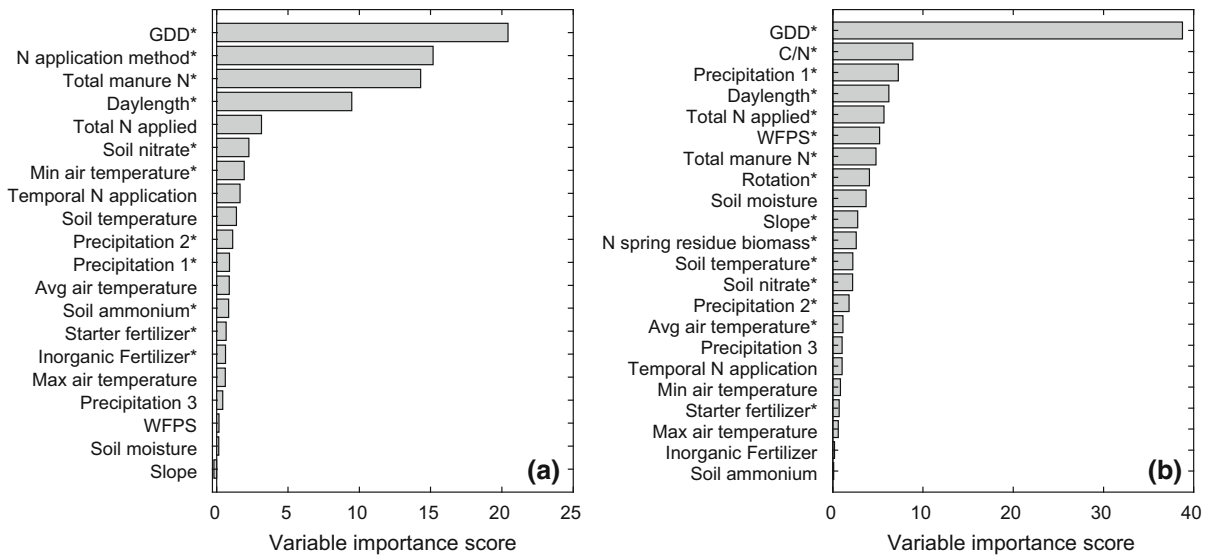 GDD*
N application method*
Total manure N*
Daylength*
Total N applied
Soil nitrate*
Min air temperature*
Temporal N application
Soil temperature
Precipitation 2*
Precipitation 1*
Avg air temperature
Soil ammonium*
Starter fertilizer*
Inorganic Fertilizer*
Max air temperature
Precipitation 3
WFPS
Soil moisture
Slope
(a)
0 5 10 15 20 25
Variable importance score
GDD*
C/N*
Precipitation 1*
Daylength*
Total N applied*
WFPS*
Total manure N*
Rotation*
Soil moisture
Slope*
N spring residue biomass*
Soil temperature*
Soil nitrate*
Precipitation 2*
Avg air temperature*
Precipitation 3
Temporal N application
Min air temperature
Starter fertilizer*
Max air temperature
Inorganic Fertilizer
Soil ammonium
(b)
0 10 20 30 40
Variable importance score